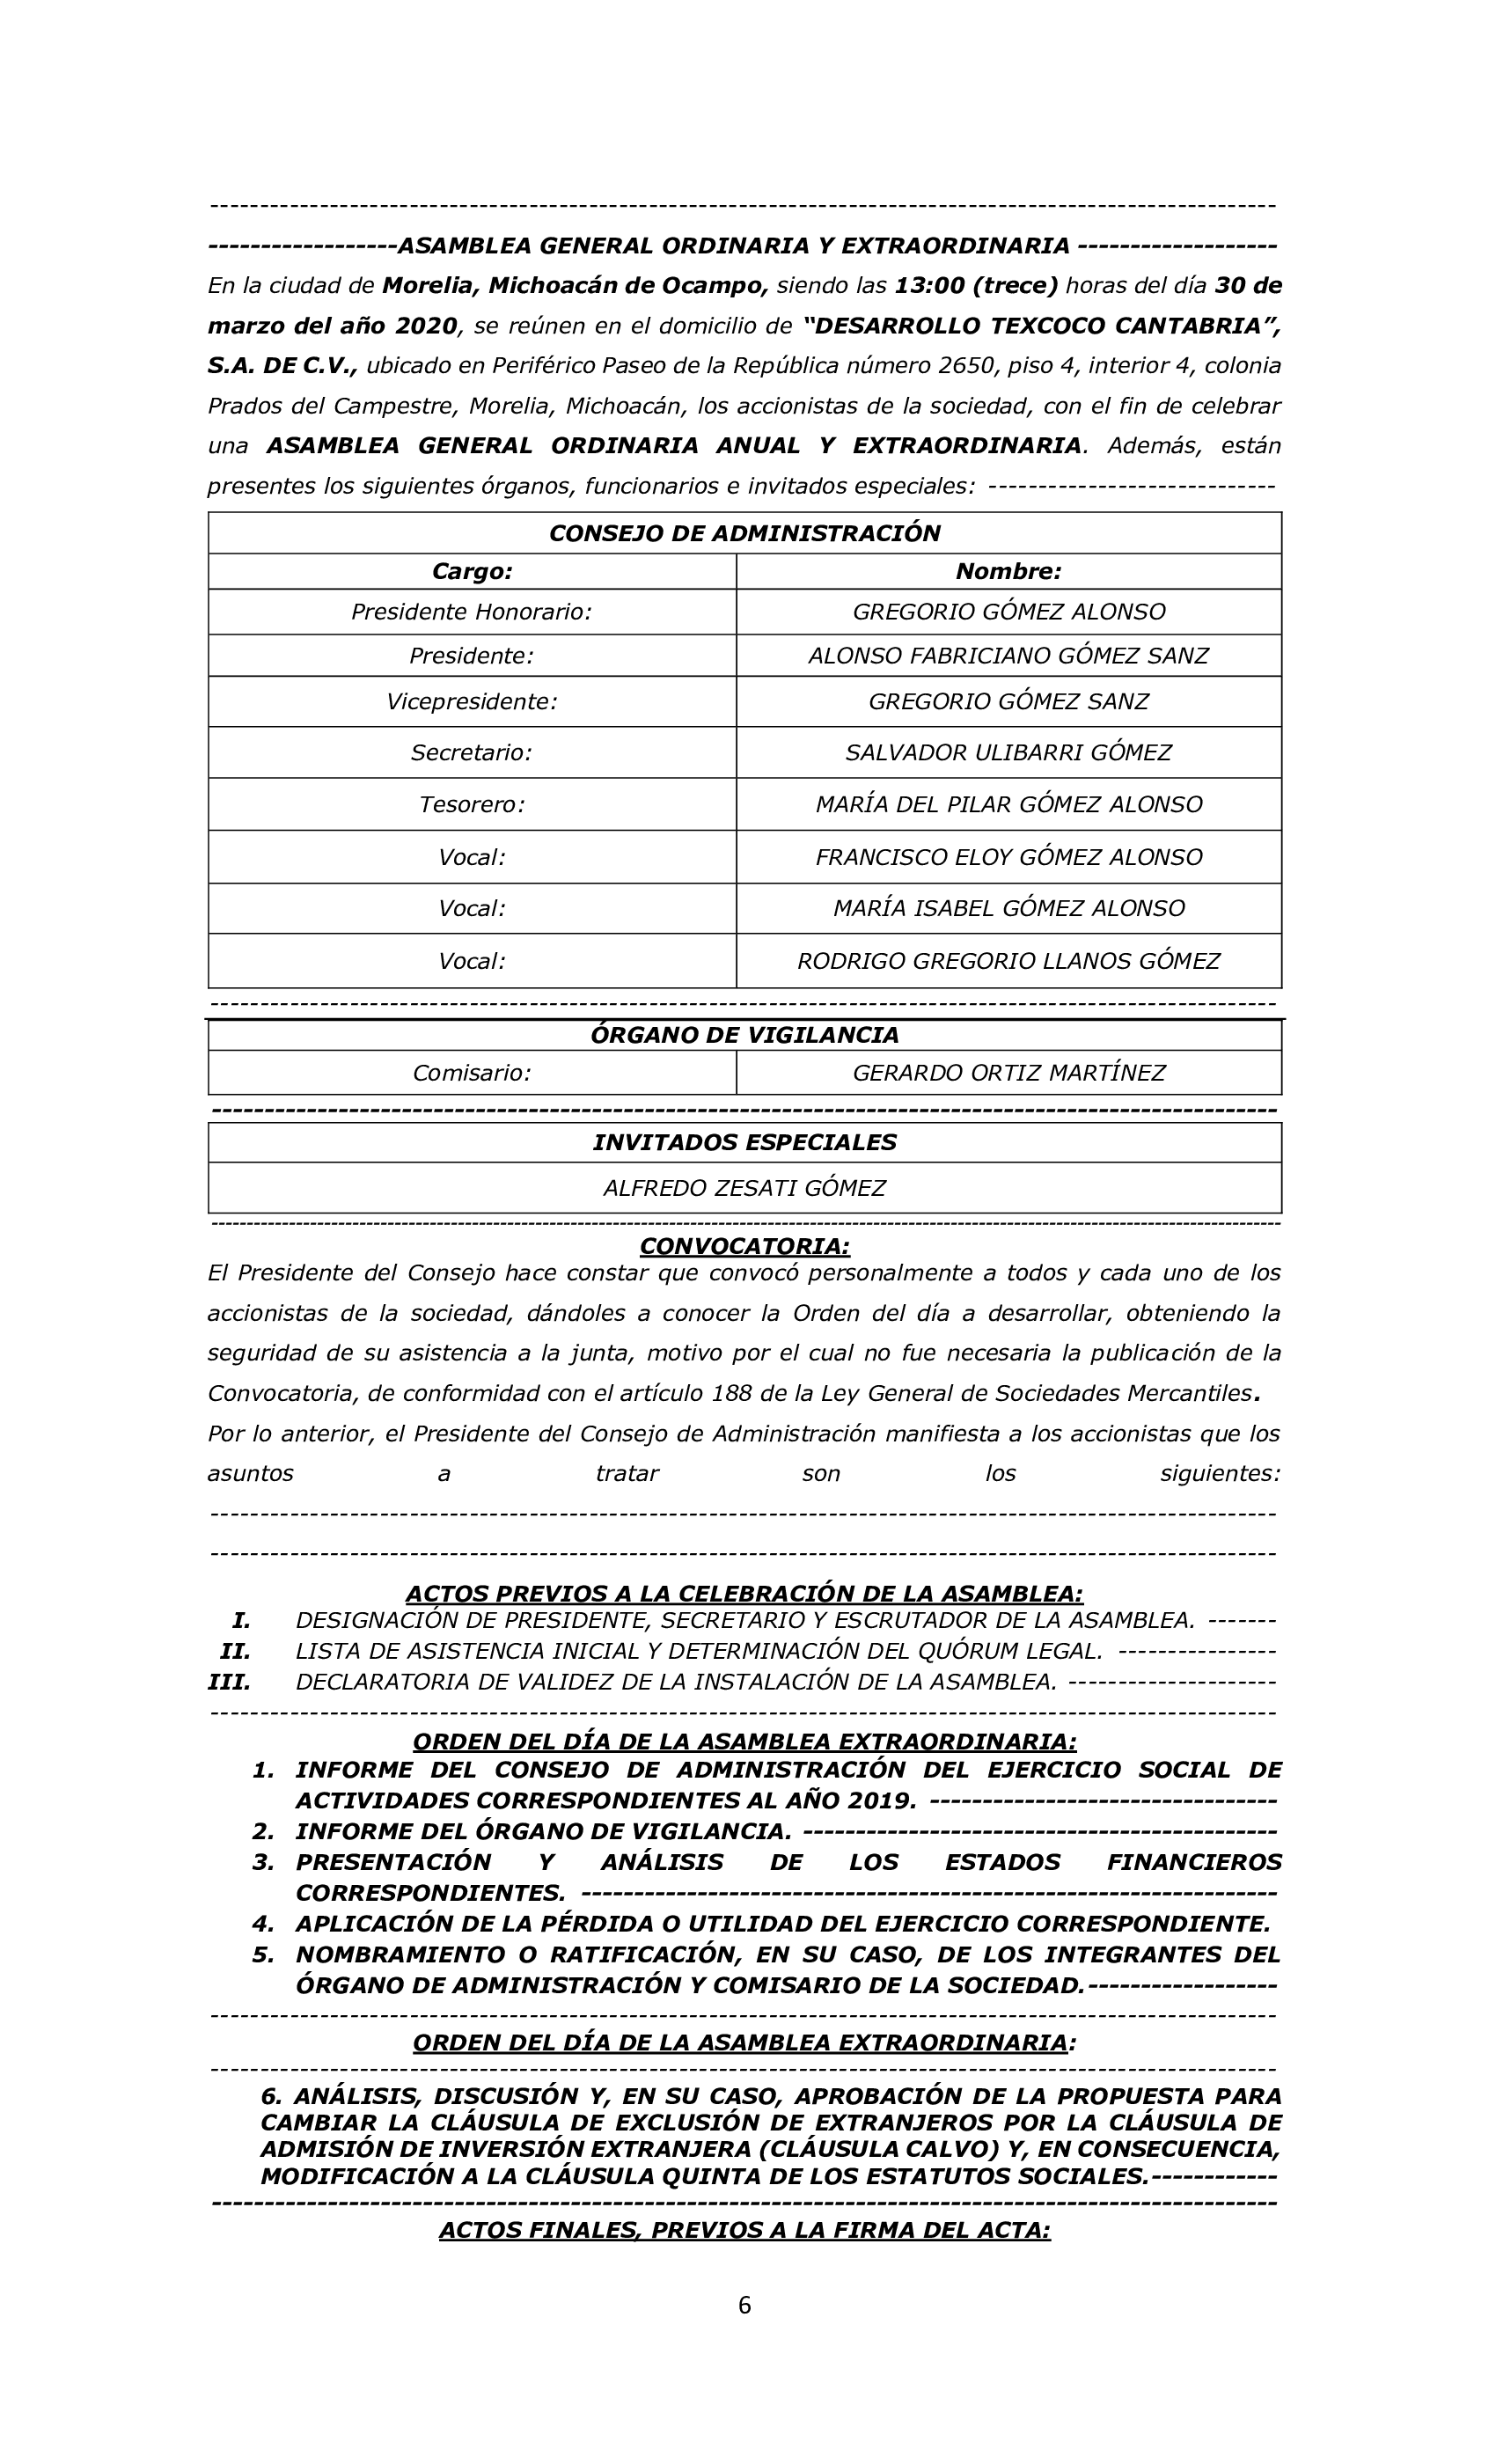 ----------------------------------------------------------------------------------------------------------
------------------ASAMBLEA GENERAL ORDINARIA Y EXTRAORDINARIA -------------------
En la ciudad de Morelia, Michoacán de Ocampo, siendo las 13:00 (trece) horas del día 30 de
marzo del año 2020, se reúnen en el domicilio de “DESARROLLO TEXCOCO CANTABRIA”,
S.A. DE C.V., ubicado en Periférico Paseo de la República número 2650, piso 4, interior 4, colonia
Prados del Campestre, Morelia, Michoacán, los accionistas de la sociedad, con el fin de celebrar
una ASAMBLEA GENERAL ORDINARIA ANUAL Y EXTRAORDINARIA. Además, están
presentes los siguientes órganos, funcionarios e invitados especiales: -----------------------------
CONSEJO DE ADMINISTRACIÓN
Cargo: Nombre:
Presidente Honorario: GREGORIO GÓMEZ ALONSO
Presidente: ALONSO FABRICIANO GÓMEZ SANZ
Vicepresidente: GREGORIO GÓMEZ SANZ
Secretario: SALVADOR ULIBARRI GÓMEZ
Tesorero: MARÍA DEL PILAR GÓMEZ ALONSO
Vocal: FRANCISCO ELOY GÓMEZ ALONSO
Vocal: MARÍA ISABEL GÓMEZ ALONSO
Vocal: RODRIGO GREGORIO LLANOS GÓMEZ
----------------------------------------------------------------------------------------------------------
ÓRGANO DE VIGILANCIA
Comisario: GERARDO ORTIZ MARTÍNEZ
----------------------------------------------------------------------------------------------------------
INVITADOS ESPECIALES
ALFREDO ZESATI GÓMEZ
----------------------------------------------------------------------------------------------------------
CONVOCATORIA:
El Presidente del Consejo hace constar que convocó personalmente a todos y cada uno de los
accionistas de la sociedad, dándoles a conocer la Orden del día a desarrollar, obteniendo la
seguridad de su asistencia a la junta, motivo por el cual no fue necesaria la publicación de la
Convocatoria, de conformidad con el artículo 188 de la Ley General de Sociedades Mercantiles.
Por lo anterior, el Presidente del Consejo de Administración manifiesta a los accionistas que los
asuntos a tratar son los siguientes:
----------------------------------------------------------------------------------------------------------
----------------------------------------------------------------------------------------------------------
ACTOS PREVIOS A LA CELEBRACIÓN DE LA ASAMBLEA:
I. DESIGNACIÓN DE PRESIDENTE, SECRETARIO Y ESCRUTADOR DE LA ASAMBLEA. -------
II. LISTA DE ASISTENCIA INICIAL Y DETERMINACIÓN DEL QUÓRUM LEGAL. ----------------
III. DECLARATORIA DE VALIDEZ DE LA INSTALACIÓN DE LA ASAMBLEA. ---------------------
----------------------------------------------------------------------------------------------------------
ORDEN DEL DÍA DE LA ASAMBLEA EXTRAORDINARIA:
1. INFORME DEL CONSEJO DE ADMINISTRACIÓN DEL EJERCICIO SOCIAL DE
ACTIVIDADES CORRESPONDIENTES AL AÑO 2019. ---------------------------------
2. INFORME DEL ÓRGANO DE VIGILANCIA. ---------------------------------------------
3. PRESENTACIÓN Y ANÁLISIS DE LOS ESTADOS FINANCIEROS
CORRESPONDIENTES. ------------------------------------------------------------------
4. APLICACIÓN DE LA PÉRDIDA O UTILIDAD DEL EJERCICIO CORRESPONDIENTE.
5. NOMBRAMIENTO O RATIFICACIÓN, EN SU CASO, DE LOS INTEGRANTES DEL
ÓRGANO DE ADMINISTRACIÓN Y COMISARIO DE LA SOCIEDAD.------------------
----------------------------------------------------------------------------------------------------------
ORDEN DEL DÍA DE LA ASAMBLEA EXTRAORDINARIA:
----------------------------------------------------------------------------------------------------------
6. ANÁLISIS, DISCUSIÓN Y, EN SU CASO, APROBACIÓN DE LA PROPUESTA PARA
CAMBIAR LA CLÁUSULA DE EXCLUSIÓN DE EXTRANJEROS POR LA CLÁUSULA DE
ADMISIÓN DE INVERSIÓN EXTRANJERA (CLÁUSULA CALVO) Y, EN CONSECUENCIA,
MODIFICACIÓN A LA CLÁUSULA QUINTA DE LOS ESTATUTOS SOCIALES.------------
----------------------------------------------------------------------------------------------------------
ACTOS FINALES, PREVIOS A LA FIRMA DEL ACTA:
6